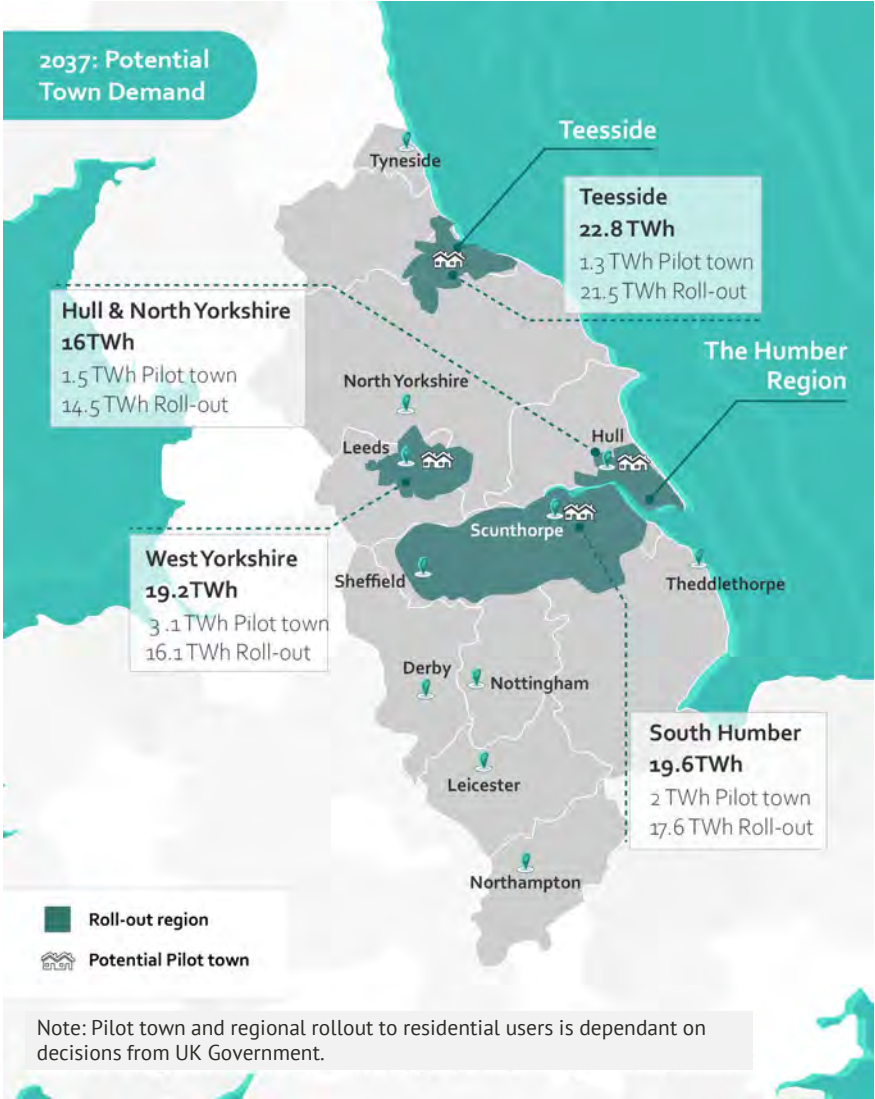 2037: Potential
Town Demand
Teesside
Tyneside
Teesside
22.8 TWh
1.3 TWh Pilot town
21.5 TWh Roll-out
Hull & North Yorkshire
16TWh
1.5 TWh Pilot town
14.5 TWh Roll-out
The Humber
Region
North Yorkshire
Leeds
Hull
Scunthorpe
West Yorkshire
19.2TWh
3 .1 TWh Pilot town
16.1 TWh Roll-out
Sheffield
Theddlethorpe
Derby
Nottingham
South Humber
19.6TWh
2 TWh Pilot town
17.6 TWh Roll-out
Leicester
Northampton
Roll-out region
Potential Pilot town
Note: Pilot town and regional rollout to residential users is dependant on
decisions from UK Government.